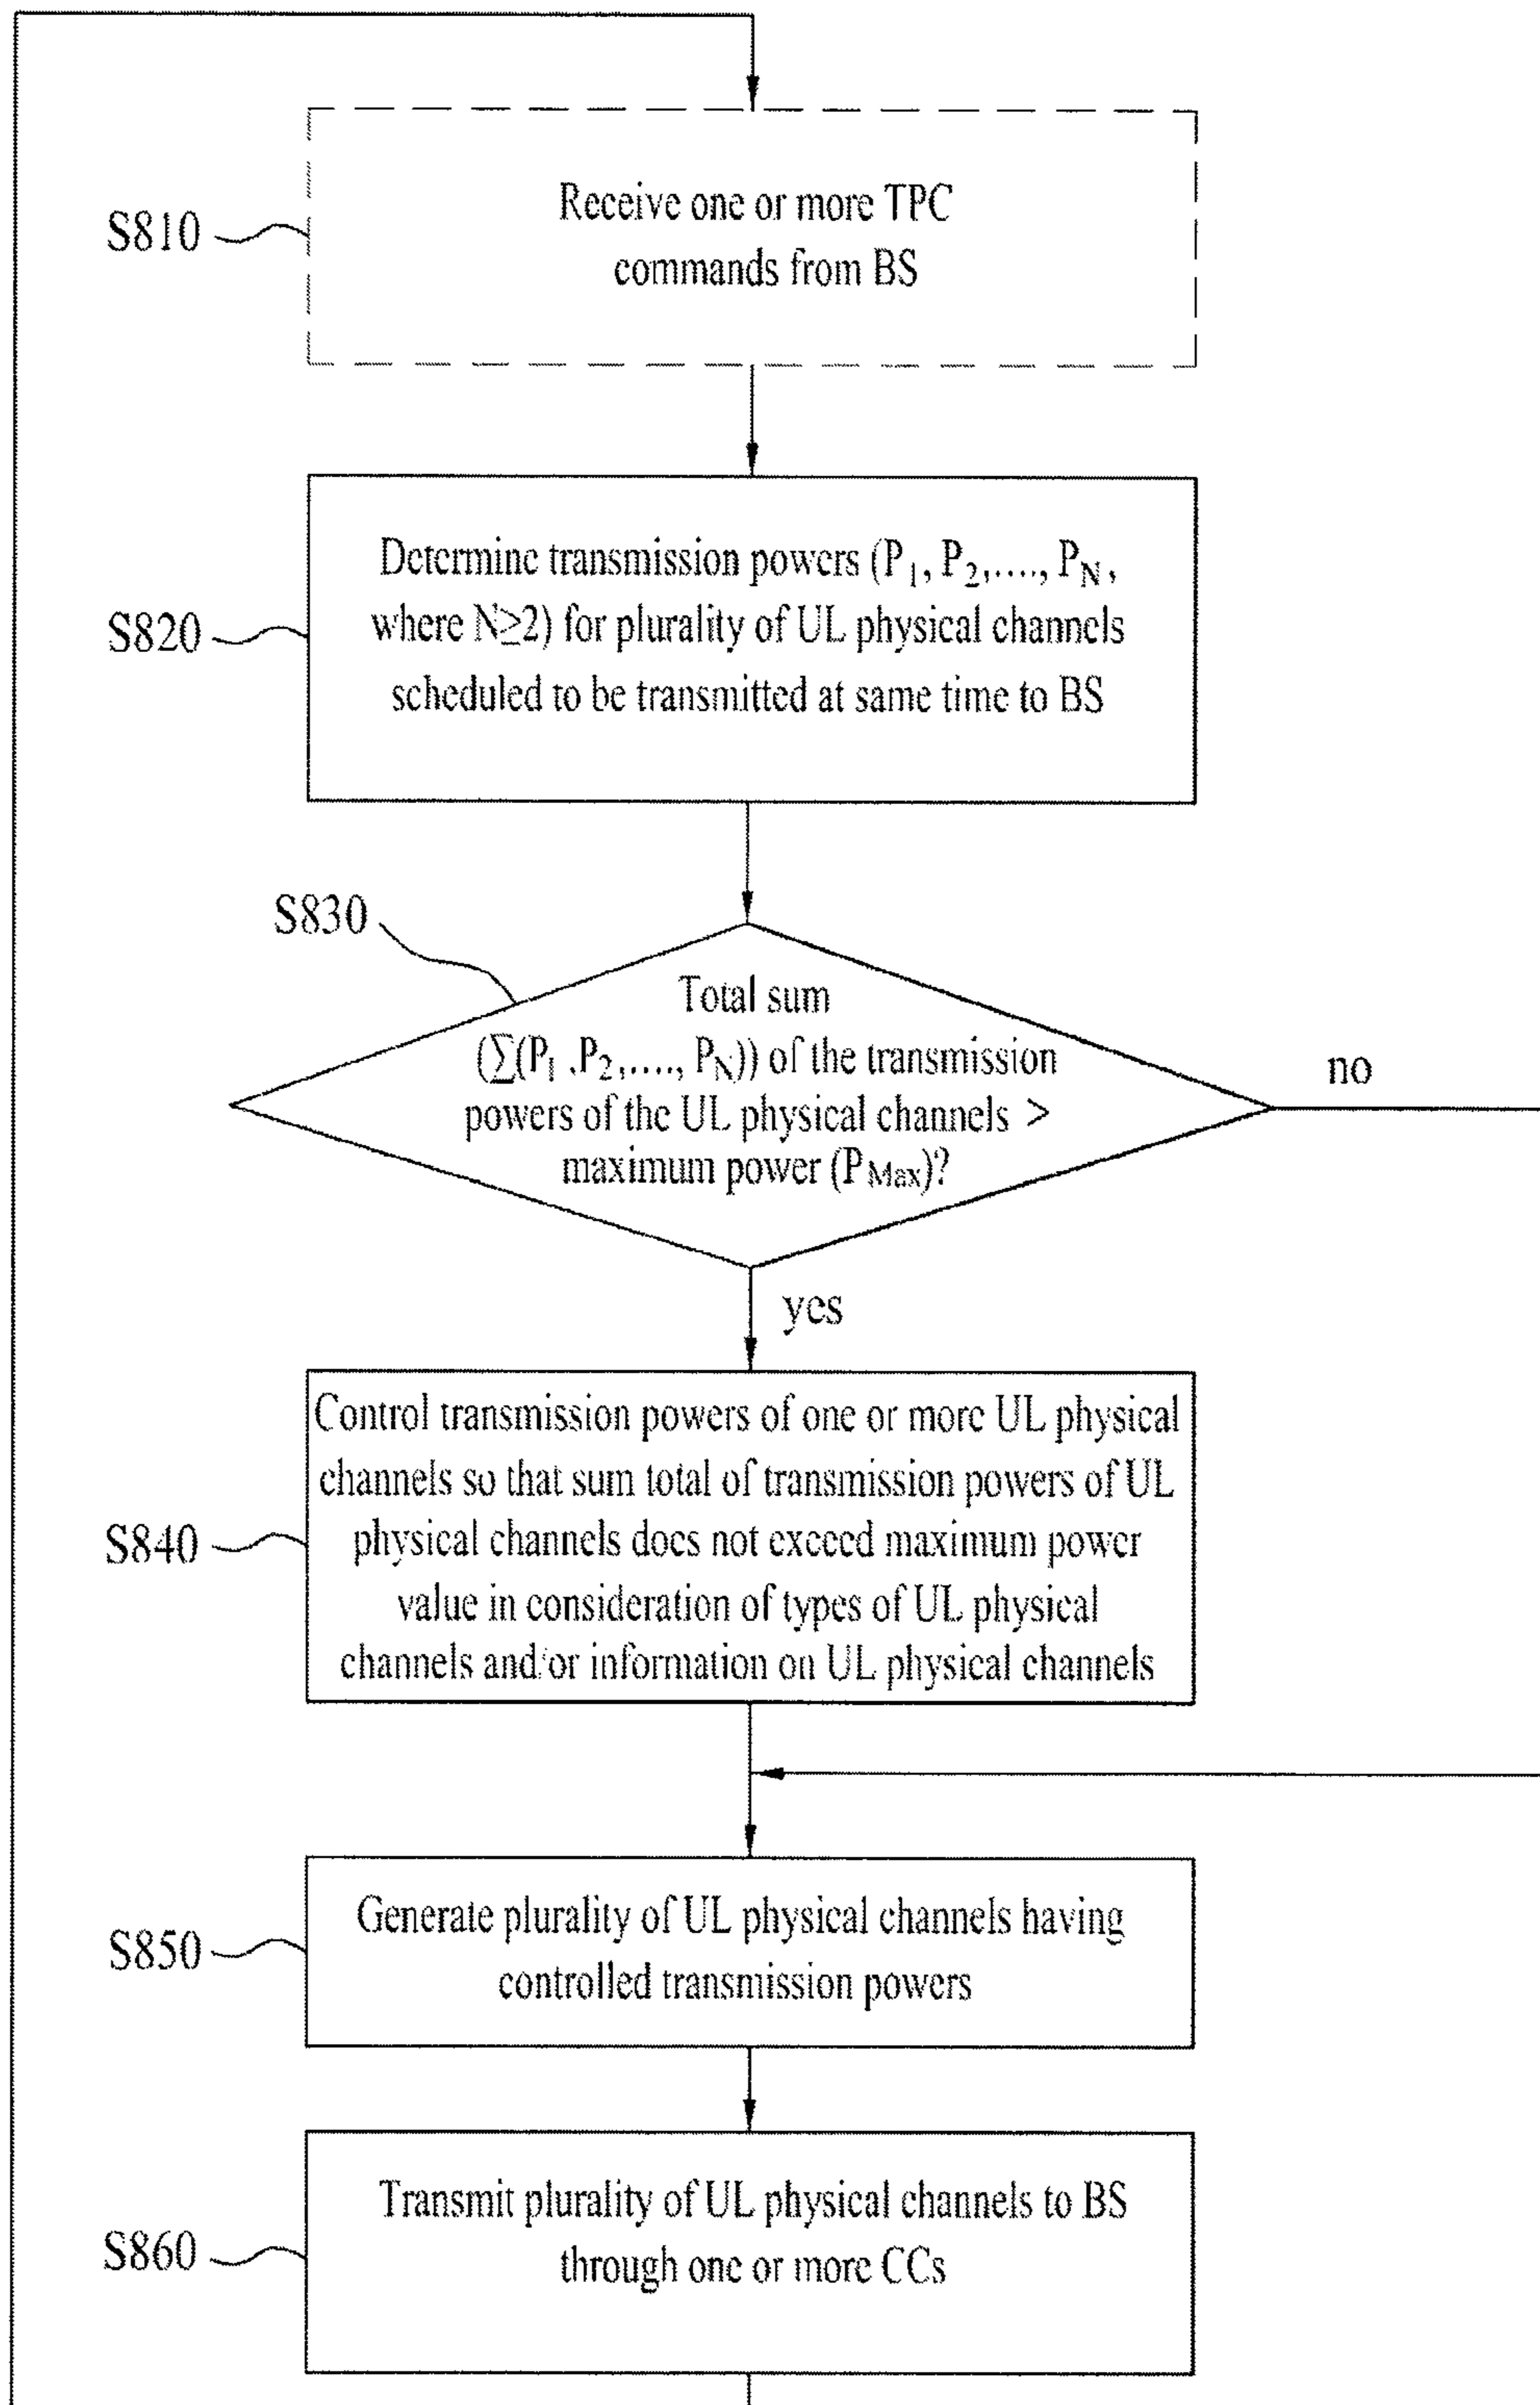 S810
Receive one or more TPC
commands from BS
S820
Determine transmission powers (P1, P2,...., PN,
where N≥2) for plurality of UL physical channels
scheduled to be transmitted at same time to BS
S830
Total sum
(∑(P1 ,P2,...., PN)) of the transmission
powers of the UL physical channels >
maximum power (PMax)?
no
yes
S840
Control transmission powers of one or more UL physical
channels so that sum total of transmission powers of UL
physical channels does not exceed maximum power
value in consideration of types of UL physical
channels and/or information on UL physical channels
S850
Generate plurality of UL physical channels having
controlled transmission powers
S860
Transmit plurality of UL physical channels to BS
through one or more CCs